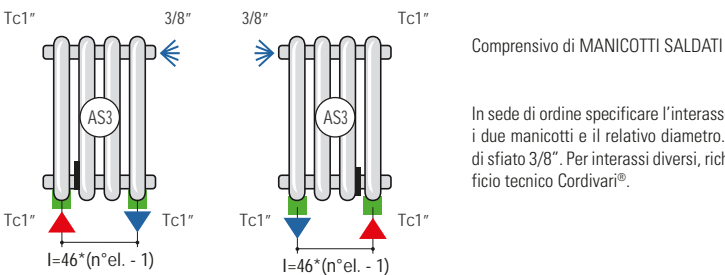 Tc1" 3/8" 3/8" Tc1"
Comprensivo di MANICOTTI SALDATI
AS3 AS3
In sede di ordine specificare l'interass
i due manicotti e il relativo diametro.
di sfiato 3/8". Per interassi diversi, rich
ficio tecnico Cordivari®.
Tc1" Tc1" Tc1" Tc1"
I=46*(n°el. - 1) I=46*(n°el. - 1)